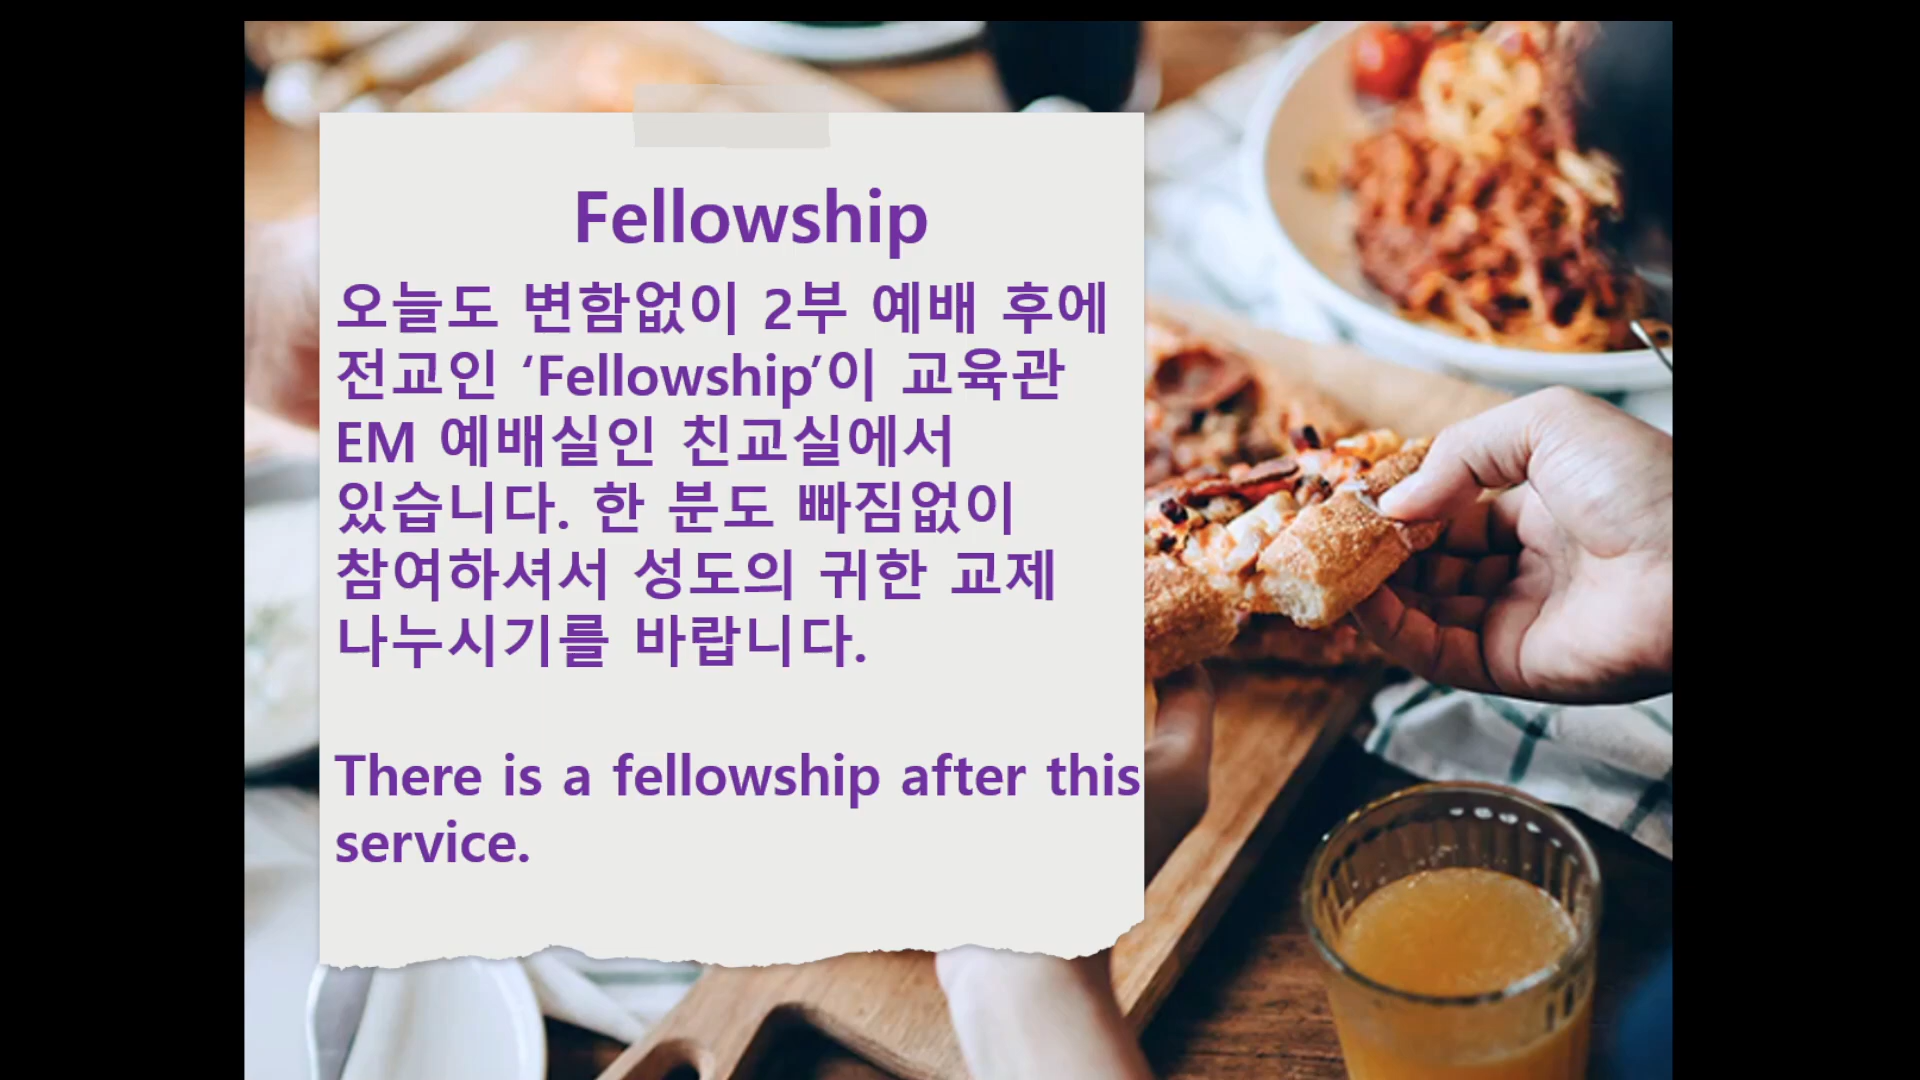 Fellowship
오늘도 변함없이 2부 예배 후에
전교인 ‘Fellowship’이 교육관
EM 예배실인 친교실에서
있습니다. 한 분도 빠짐없이
참여하셔서 성도의 귀한 교제
나누시기를 바랍니다.
There is a fellowship after this
service.